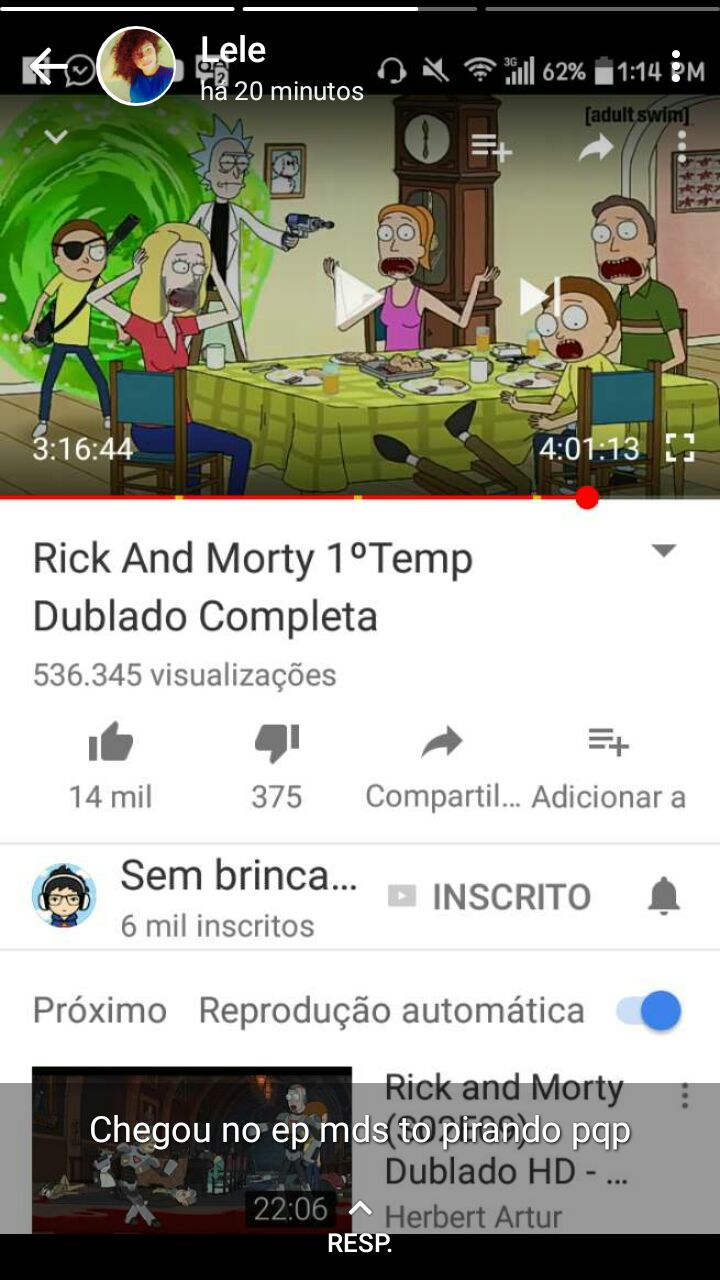 Lele
há 20 minutos
3G
62%
1:14 PM
[adult swim]
3:16:44
4:01:13
Rick And Morty 1ºTemp
Dublado Completa
536.345 visualizações
14 mil
375
Compartil...
Adicionar a
Sem brinca...
INSCRITO
6 mil inscritos
Próximo
Reprodução automática
Rick and Morty
Chegou no ep mds to pirando pqp
Dublado HD - ...
22:06
Herbert Artur
RESP.